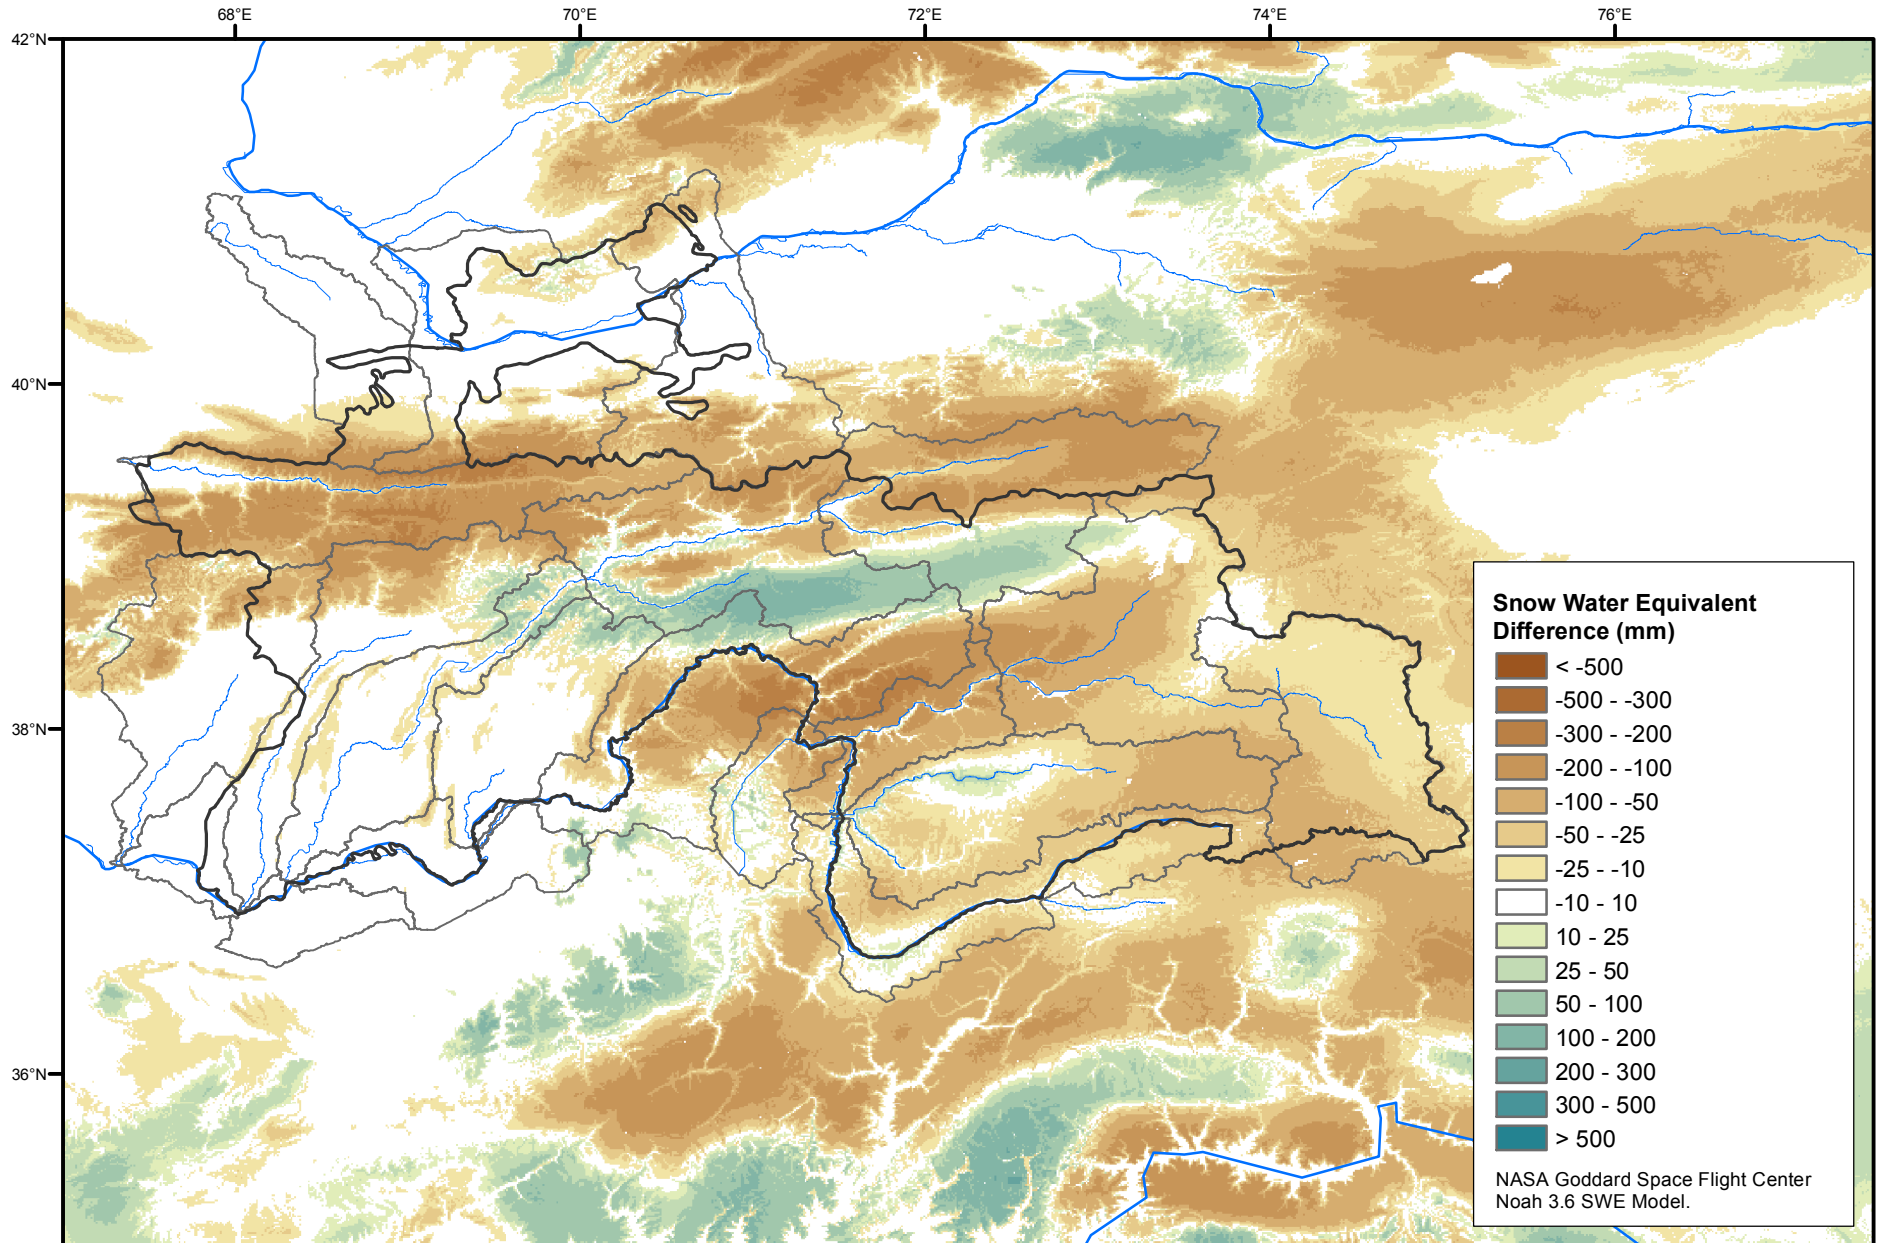 68°E 70°E 72°E 74°E 76°E
42°N
40°N
38°N
36°N
Snow Water Equivalent
Difference (mm)
< -500
-500 - -300
-300 - -200
-200 - -100
-100 - -50
-50 - -25
-25 - -10
-10 - 10
10 - 25
25 - 50
50 - 100
100 - 200
200 - 300
300 - 500
> 500
NASA Goddard Space Flight Center
Noah 3.6 SWE Model.